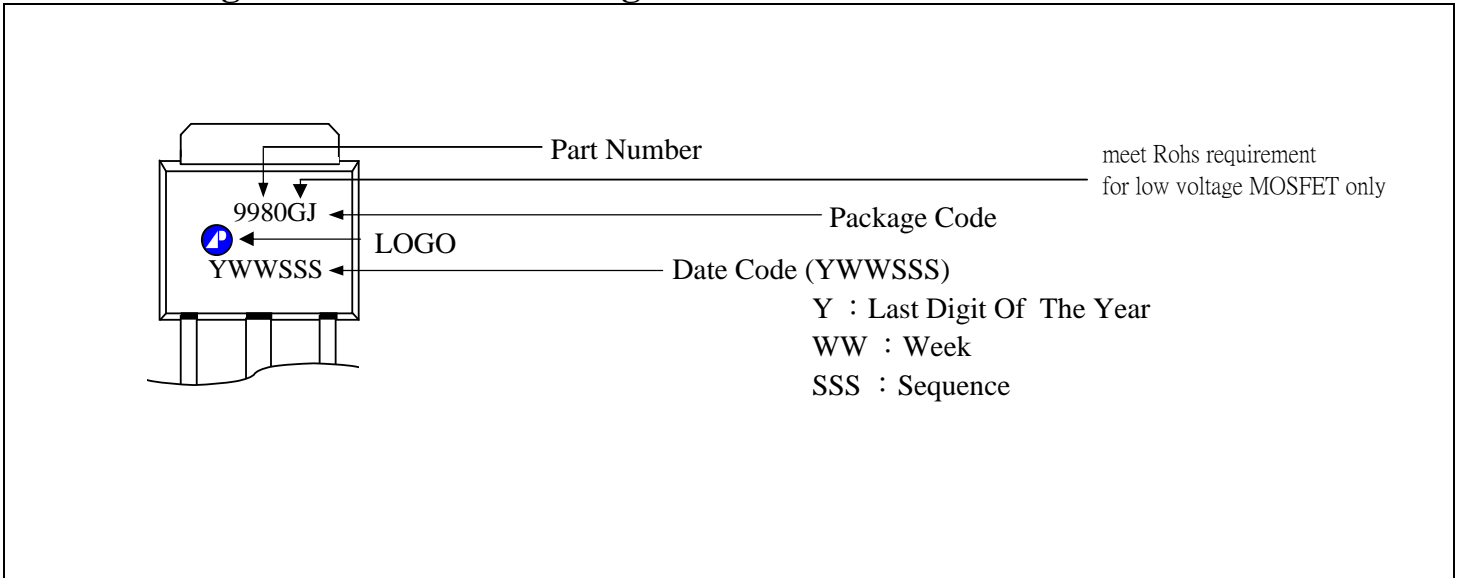 Part Number
meet Rohs requirement
for low voltage MOSFET only
9980GJ
Package Code
LOGO
YWWSSS
Date Code (YWWSSS)
Y : Last Digit Of The Year
WW : Week
SSS : Sequence